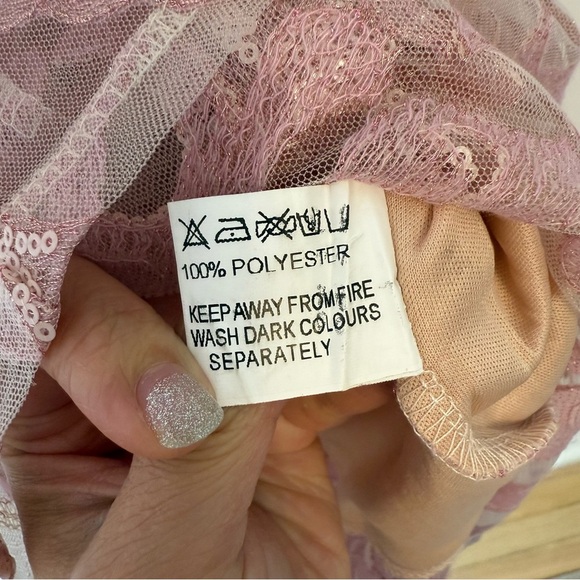 100% POLYESTER
KEEP AWAY FROM FIRE
WASH DARK COLOURS
SEPARATELY